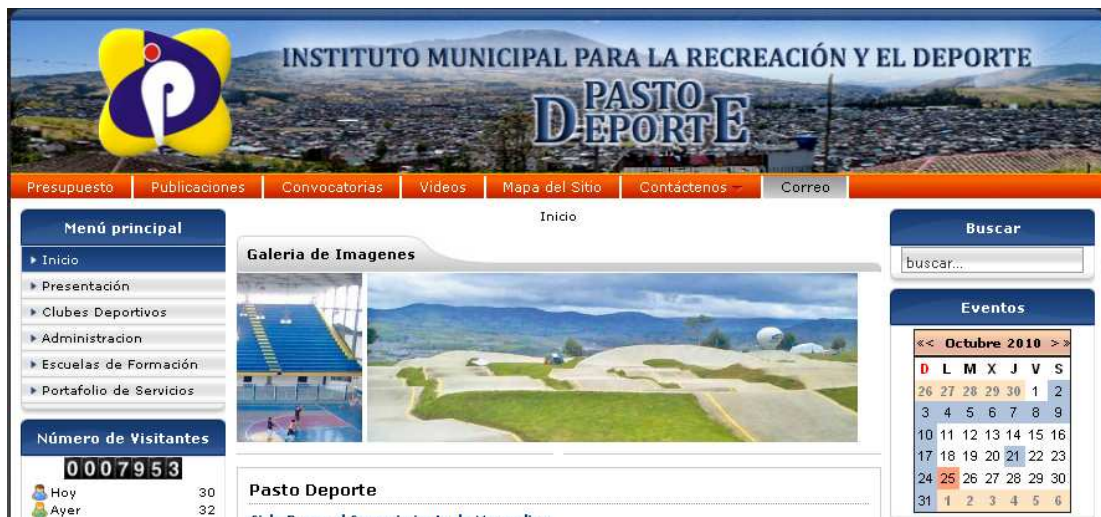 INSTITUTO MUNICIPAL PARA LA RECREACIÓN Y EL DEPORTE
PASTO
DEPORTE
Presupuesto Publicaciones Convocatorias Videos Mapa del Sitio Contáctenos Correo
Menú principal
Inicio
Presentación
Clubes Deportivos
Administracion
Escuelas de Formación
Portafolio de Servicios
Número de Visitantes
0007953
Hoy 30
Ayer 32
Inicio
Galeria de Imagenes
Pasto Deporte
Buscar
buscar...
Eventos
«< Octubre 2010 >»
D L M X J V S
26 27 28 29 30 1 2
3 4 5 6 7 8 9
10 11 12 13 14 15 16
17 18 19 20 21 22 23
24 25 26 27 28 29 30
31 1 2 3 4 5 6